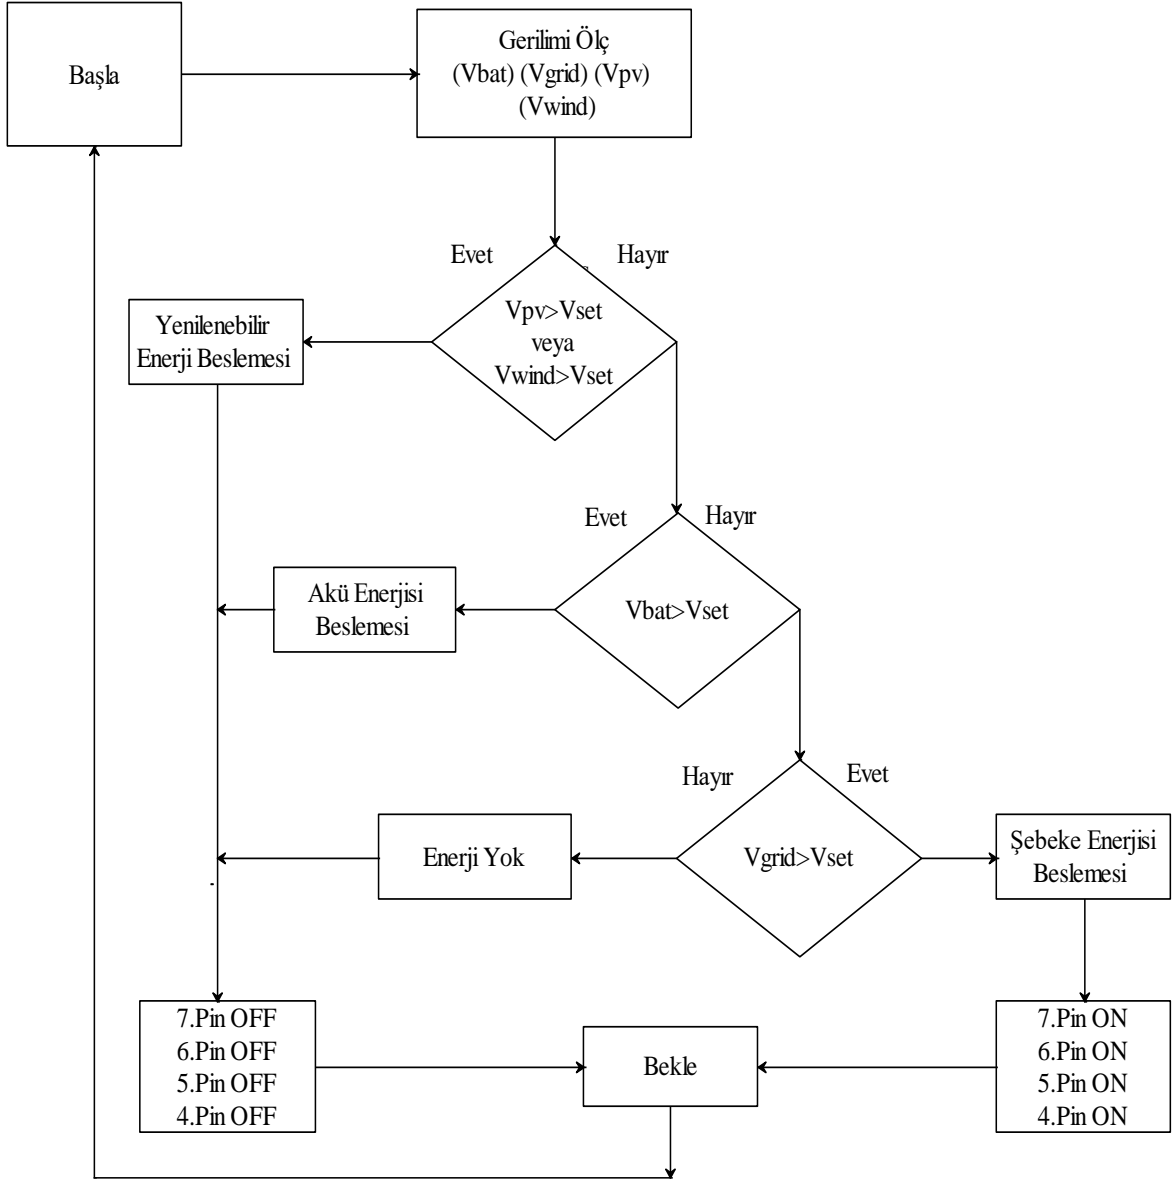 Başla
Gerilimi Ölç
(Vbat) (Vgrid) (Vpv)
(Vwind)
Evet
Hayır
Vpv>Vset
veya
Vwind>Vset
Yenilenebilir
Enerji Beslemesi
Evet
Hayır
Vbat>Vset
Akü Enerjisi
Beslemesi
Hayır
Evet
Vgrid>Vset
Enerji Yok
Şebeke Enerjisi
Beslemesi
7.Pin OFF
6.Pin OFF
5.Pin OFF
4.Pin OFF
Bekle
7.Pin ON
6.Pin ON
5.Pin ON
4.Pin ON